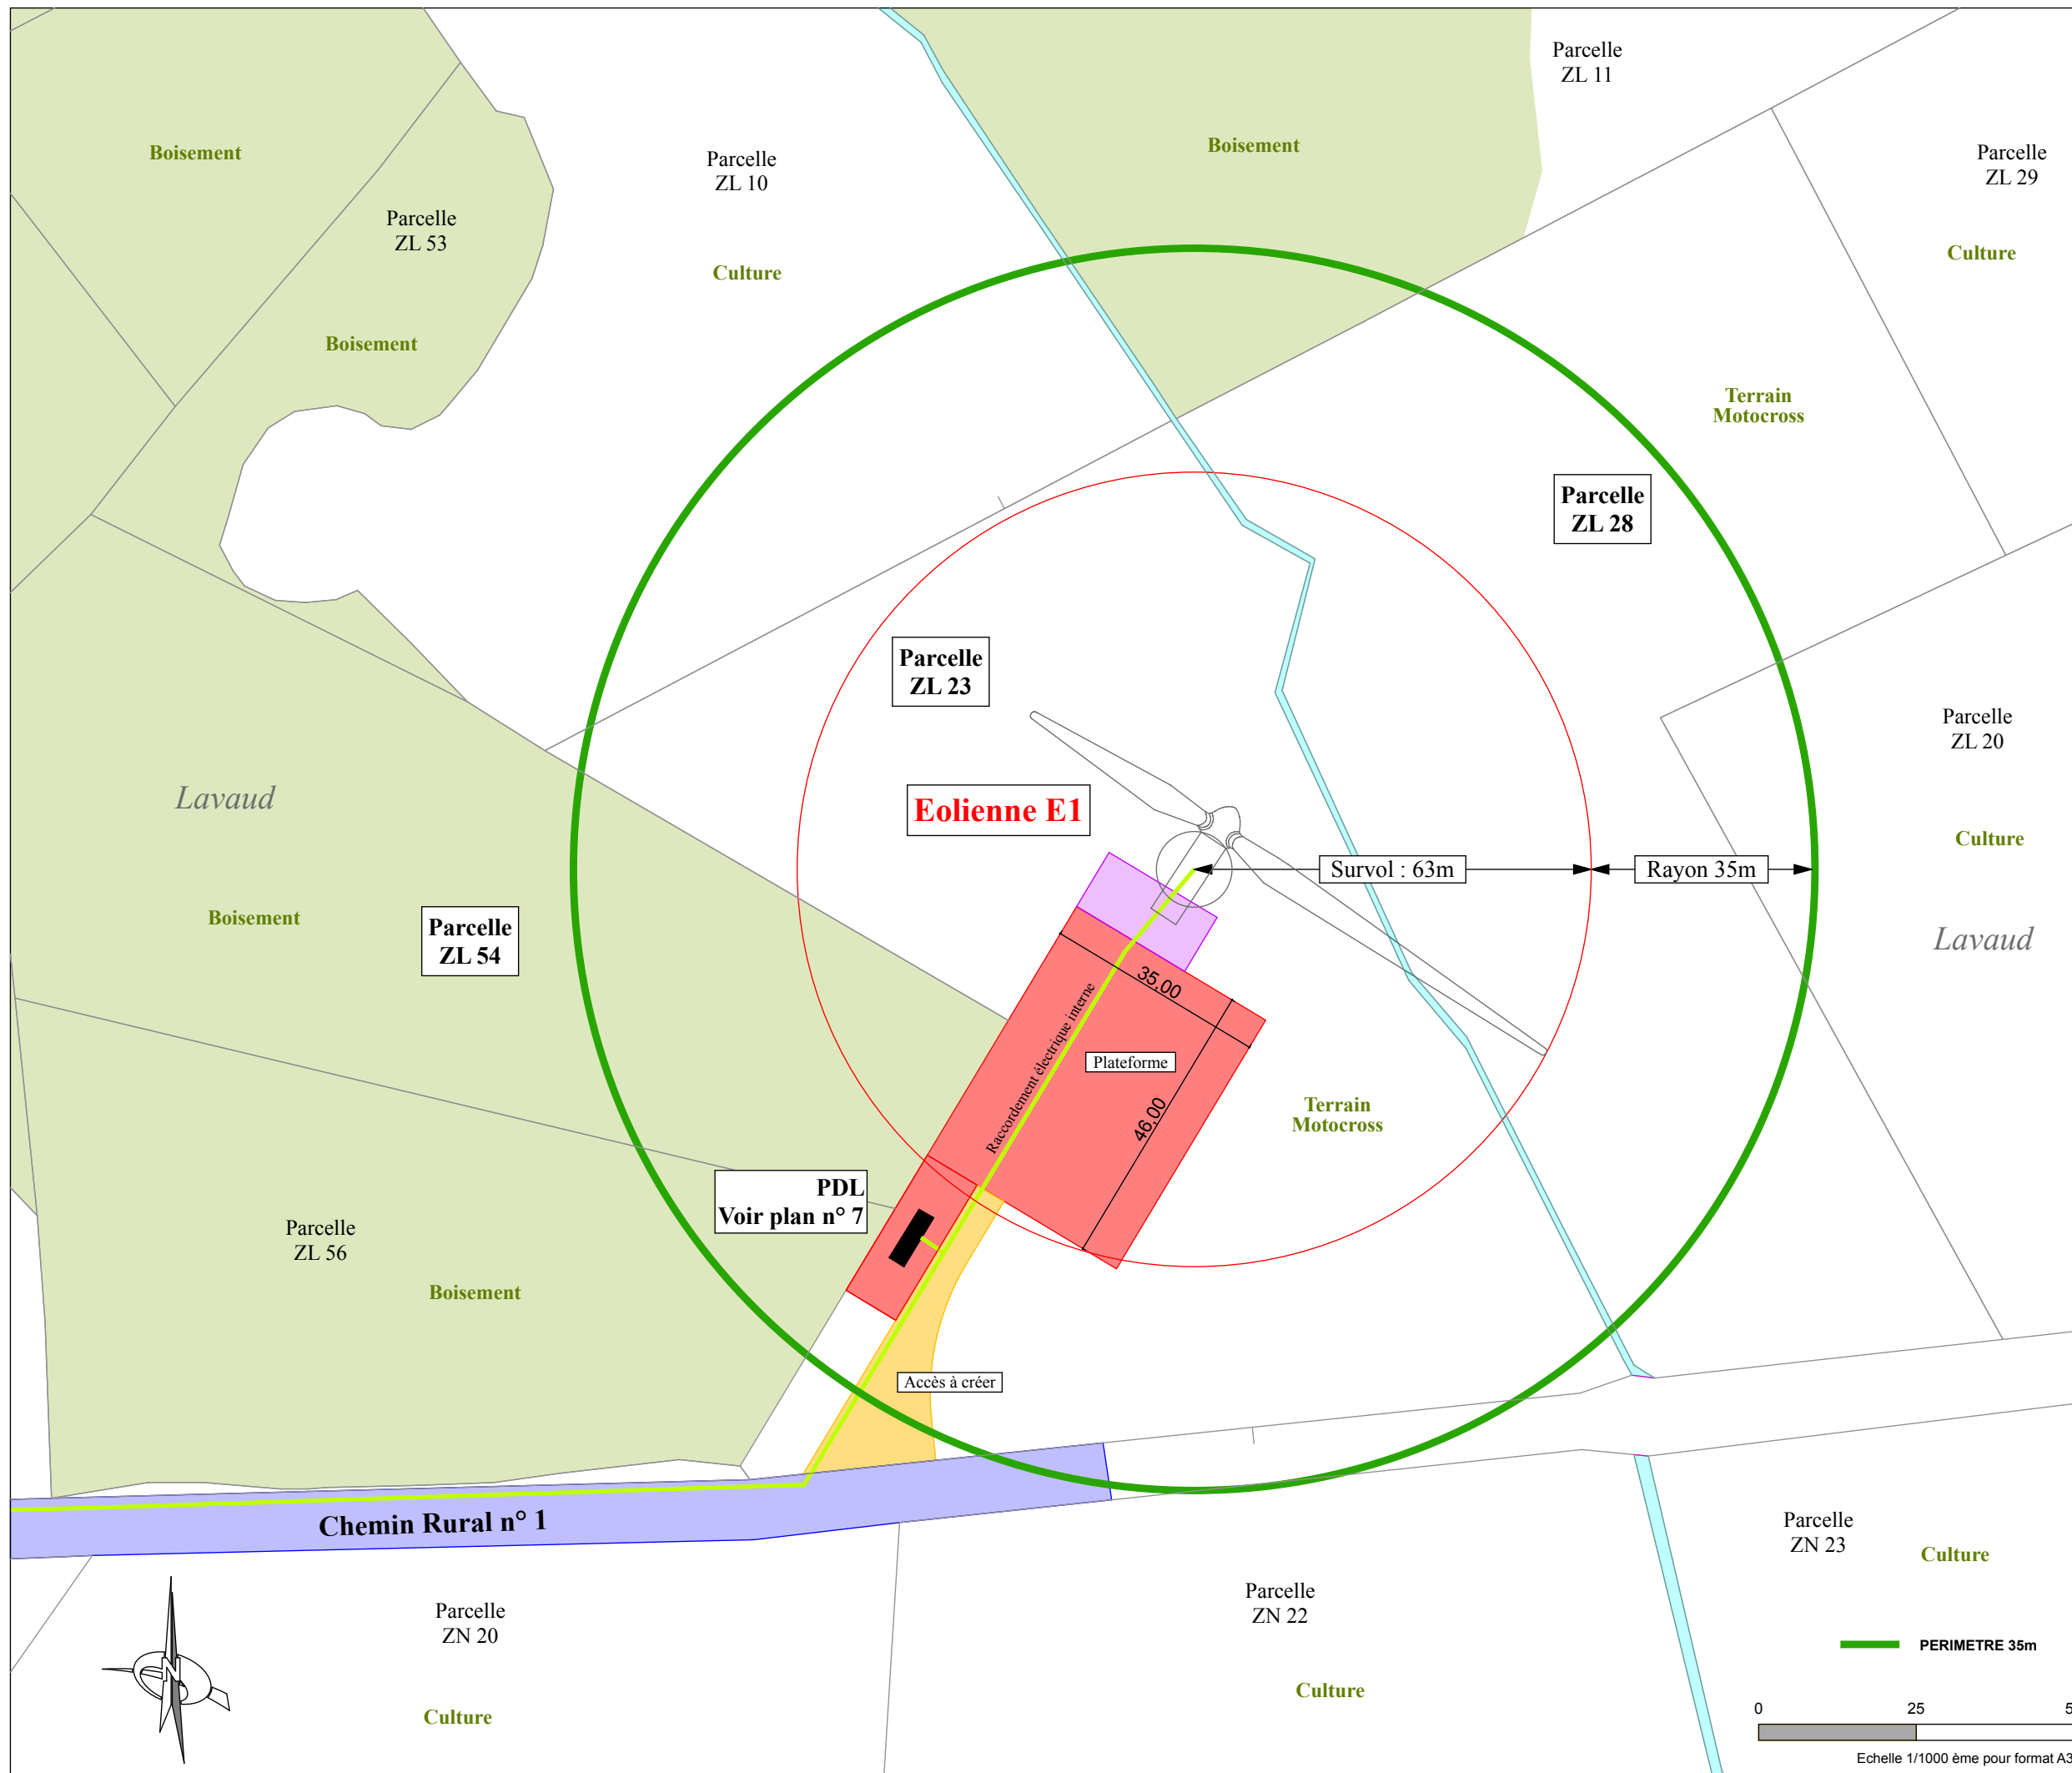 Parcelle
ZL 11
Boisement
Boisement
Parcelle
ZL 10
Parcelle
ZL 29
Parcelle
ZL 53
Culture
Culture
Boisement
Terrain
Motocross
Parcelle
ZL 28
Parcelle
ZL 23
Parcelle
ZL 20
Lavaud
Eolienne E1
Culture
Survol : 63m
Rayon 35m
Boisement
Parcelle
ZL 54
Lavaud
35,00
Raccordement électrique interne
Plateforme
46,00
Terrain
Motocross
PDL
Voir plan n° 7
Parcelle
ZL 56
Boisement
Accès à créer
Chemin Rural n° 1
Parcelle
ZN 23
Culture
Parcelle
ZN 22
Parcelle
ZN 20
N
PERIMETRE 35m
Culture
Culture
0 25 5
Echelle 1/1000 ème pour format A3